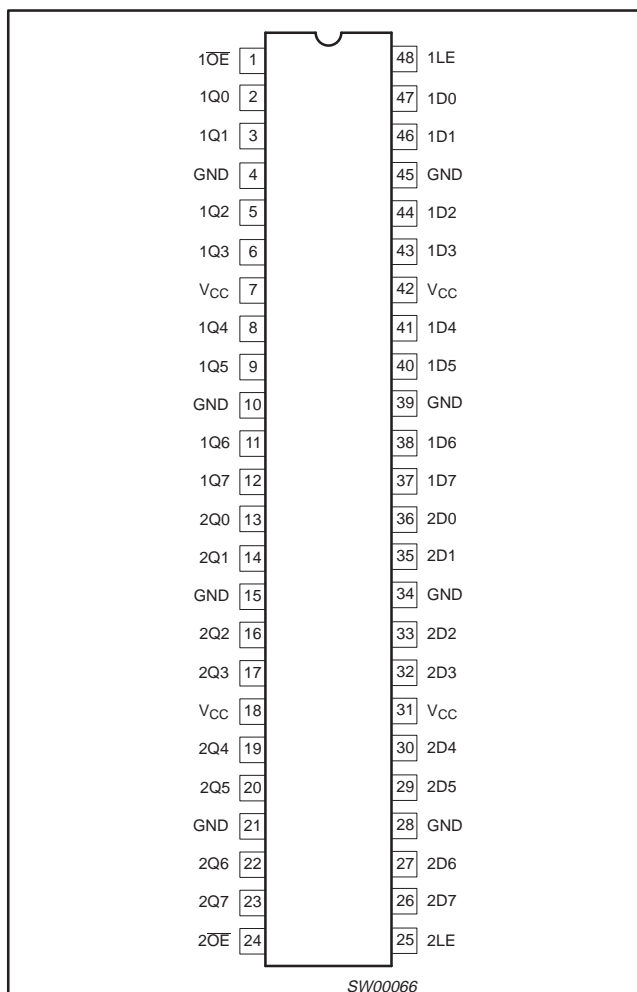 1O̅E̅ 1 48 1LE
1Q0 2 47 1D0
1Q1 3 46 1D1
GND 4 45 GND
1Q2 5 44 1D2
1Q3 6 43 1D3
VCC 7 42 VCC
1Q4 8 41 1D4
1Q5 9 40 1D5
GND 10 39 GND
1Q6 11 38 1D6
1Q7 12 37 1D7
2Q0 13 36 2D0
2Q1 14 35 2D1
GND 15 34 GND
2Q2 16 33 2D2
2Q3 17 32 2D3
VCC 18 31 VCC
2Q4 19 30 2D4
2Q5 20 29 2D5
GND 21 28 GND
2Q6 22 27 2D6
2Q7 23 26 2D7
2O̅E̅ 24 25 2LE
SW00066